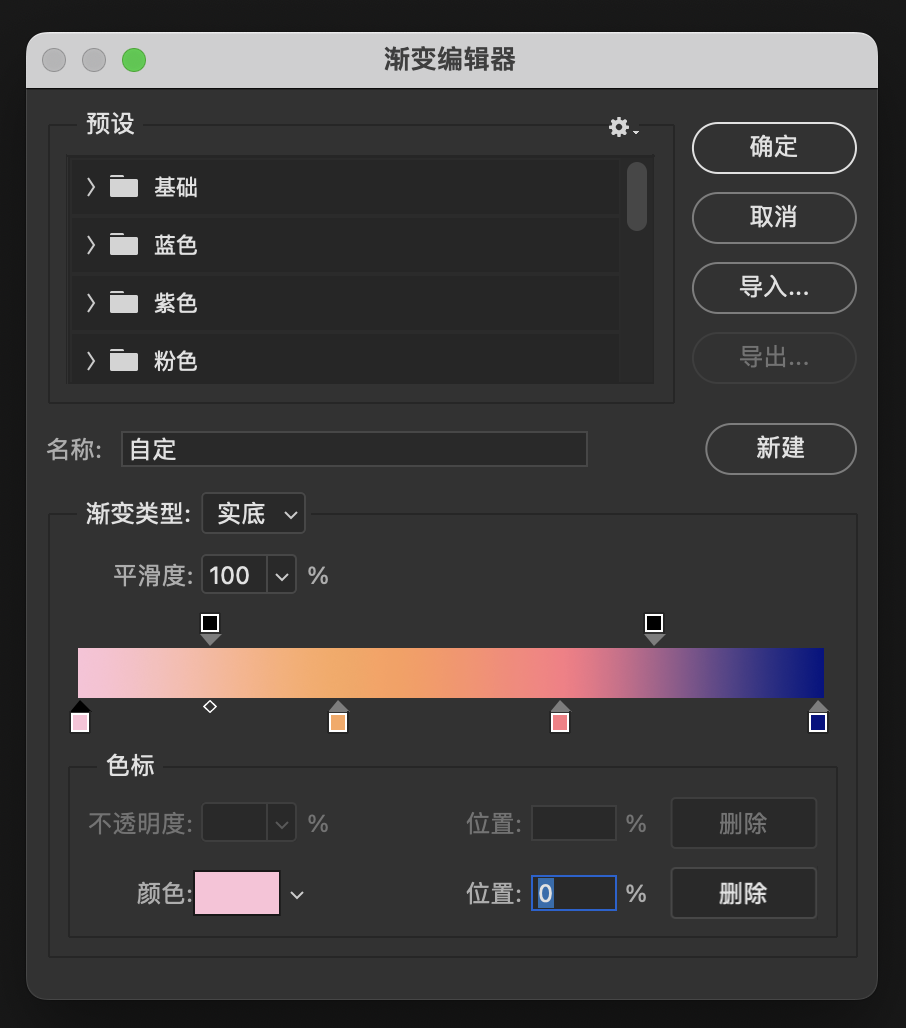 渐变编辑器
预设
基础
蓝色
紫色
粉色
确定
取消
导入...
导出...
名称: 自定
新建
渐变类型: 实底
平滑度: 100 %
色标
不透明度: % 位置: % 删除
颜色: 位置: 0 % 删除